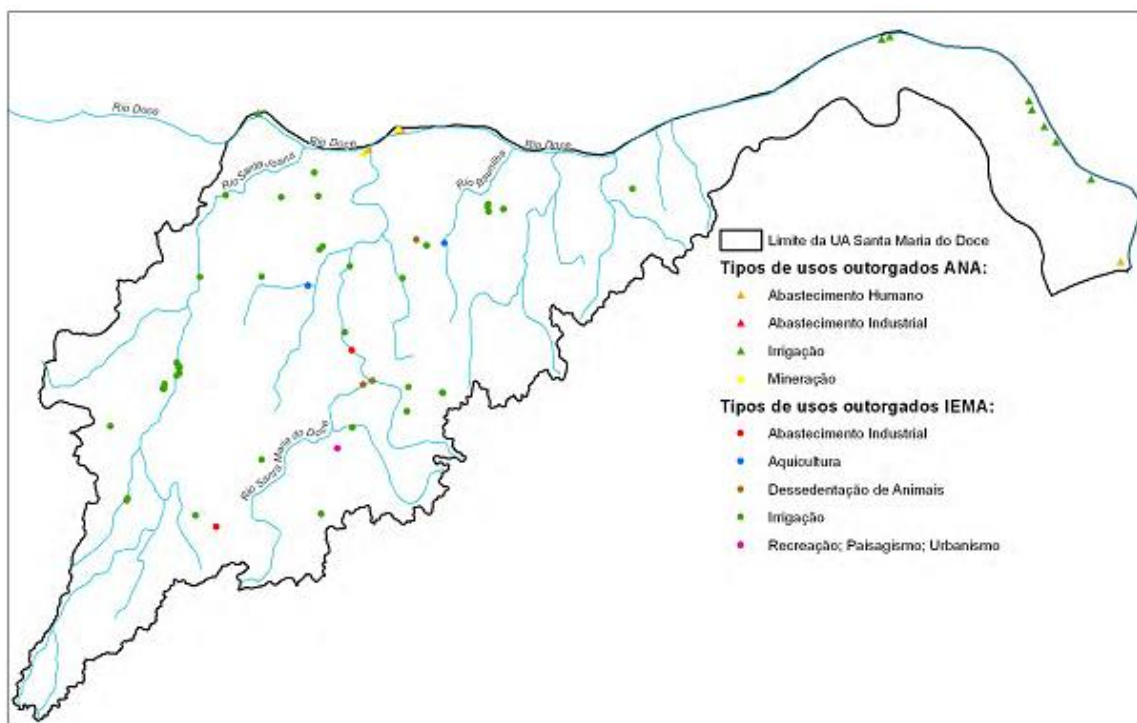 Rio Doce
Rio Doce
Rio Doce
Rio Santa Joana
Rio Baunilha
Rio Santa Maria do Doce
Limite da UA Santa Maria do Doce
Tipos de usos outorgados ANA:
Abastecimento Humano
Abastecimento Industrial
Irrigação
Mineração
Tipos de usos outorgados IEMA:
Abastecimento Industrial
Aquicultura
Dessedentação de Animais
Irrigação
Recreação; Paisagismo; Urbanismo